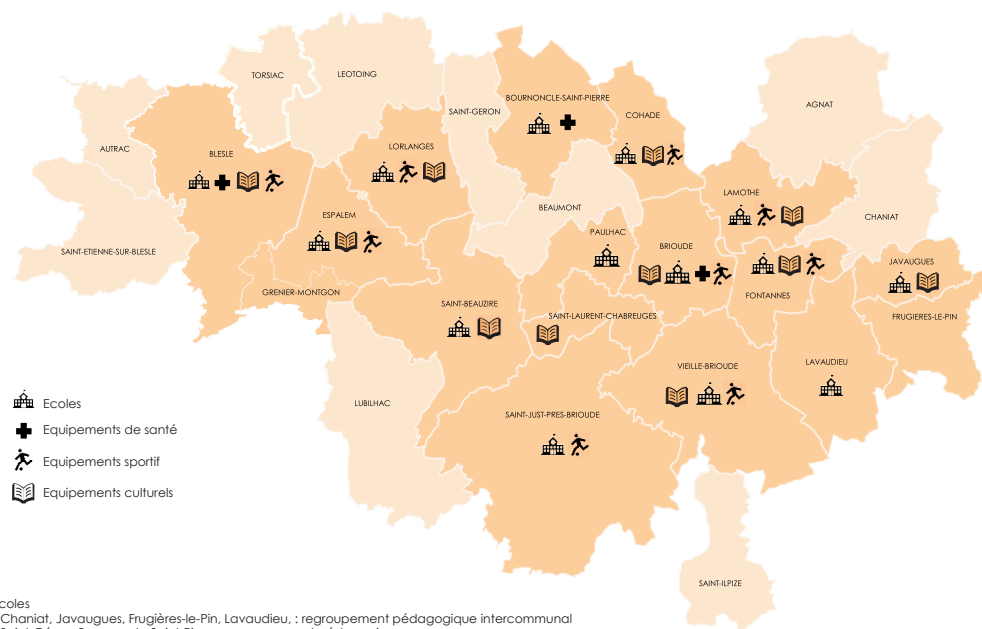 TORSIAC
LEOTOING
SAINT-GERON
BOURNONCLE-SAINT-PIERRE
COHADE
AGNAT
AUTRAC
BLESLE
LORLANGES
LAMOTHE
BEAUMONT
CHANIAT
ESPALEM
PAULHAC
BRIOUDE
SAINT-ETIENNE-SUR-BLESLE
JAVAUGUES
GRENIER-MONTGON
SAINT-BEAUZIRE
FONTANNES
SAINT-LAURENT-CHABREUGES
FRUGIERES-LE-PIN
VIEILLE-BRIOUDE
LAVAUDIEU
LUBILHAC
SAINT-JUST-PRES-BRIOUDE
Ecoles
Equipements de santé
Equipements sportif
Equipements culturels
SAINT-ILPIZE
coles
Chaniat, Javaugues, Frugières-le-Pin, Lavaudieu, : regroupement pédagogique intercommunal